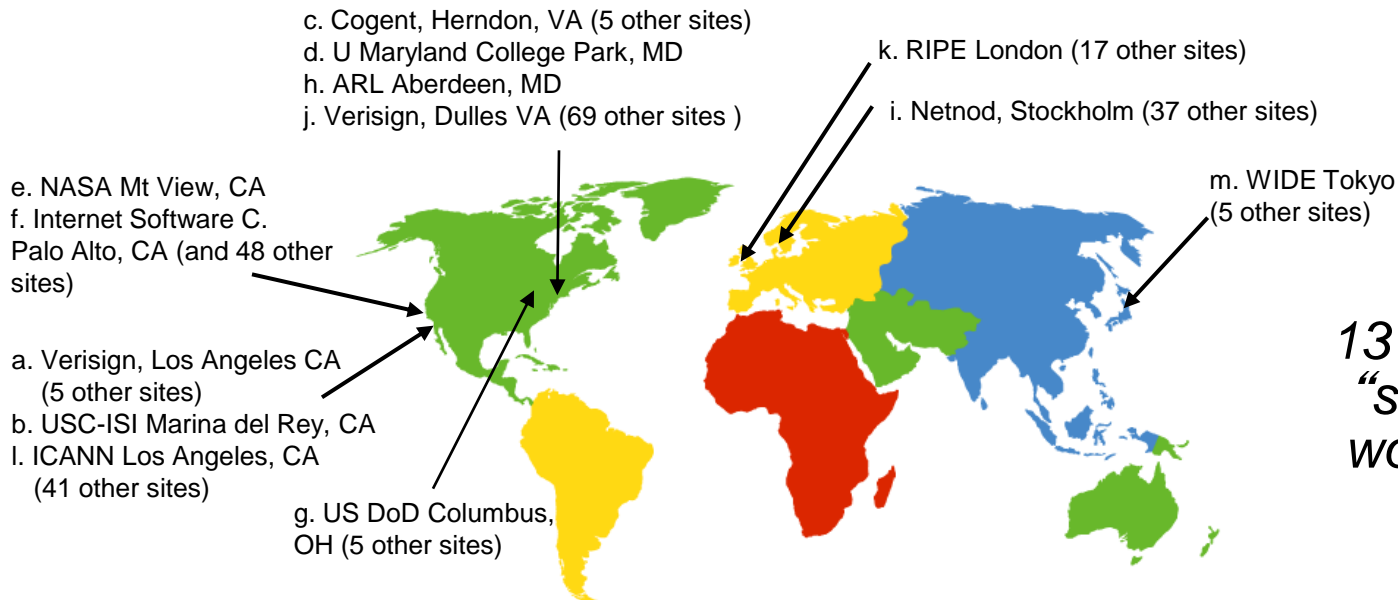 c. Cogent, Herndon, VA (5 other sites)
d. U Maryland College Park, MD
h. ARL Aberdeen, MD
j. Verisign, Dulles VA (69 other sites )
k. RIPE London (17 other sites)
i. Netnod, Stockholm (37 other sites)
m. WIDE Tokyo
(5 other sites)
e. NASA Mt View, CA
f. Internet Software C.
Palo Alto, CA (and 48 other
sites)
a. Verisign, Los Angeles CA
(5 other sites)
b. USC-ISI Marina del Rey, CA
l. ICANN Los Angeles, CA
(41 other sites)
g. US DoD Columbus,
OH (5 other sites)
13